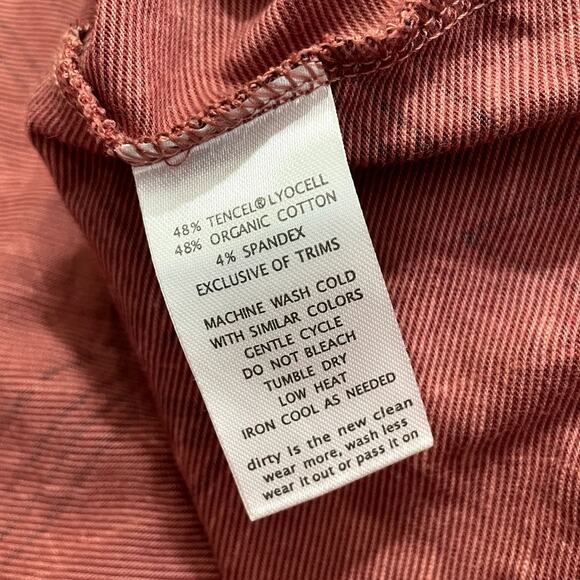 48% TENCEL® LYOCELL
48% ORGANIC COTTON
4% SPANDEX
EXCLUSIVE OF TRIMS
MACHINE WASH COLD
WITH SIMILAR COLORS
GENTLE CYCLE
DO NOT BLEACH
TUMBLE DRY
LOW HEAT
IRON COOL AS NEEDED
dirty is the new clean
wear more, wash less
wear it out or pass it on